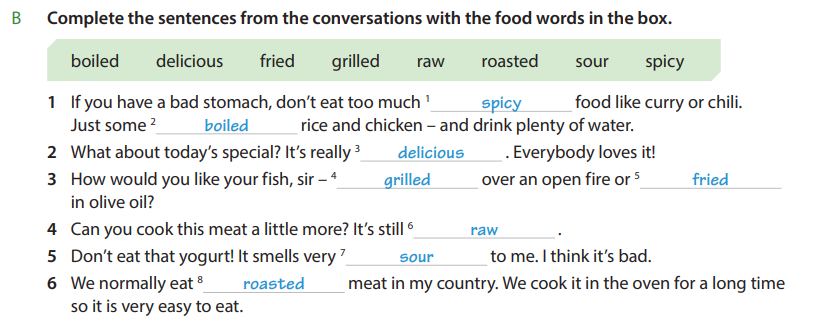 B Complete the sentences from the conversations with the food words in the box.
boiled delicious fried grilled raw roasted sour spicy
1 If you have a bad stomach, don't eat too much ¹ spicy food like curry or chili.
Just some ² boiled rice and chicken – and drink plenty of water.
2 What about today's special? It's really ³ delicious . Everybody loves it!
3 How would you like your fish, sir – ⁴ grilled over an open fire or ⁵ fried
in olive oil?
4 Can you cook this meat a little more? It's still ⁶ raw .
5 Don't eat that yogurt! It smells very ⁷ sour to me. I think it's bad.
6 We normally eat ⁸ roasted meat in my country. We cook it in the oven for a long time
so it is very easy to eat.